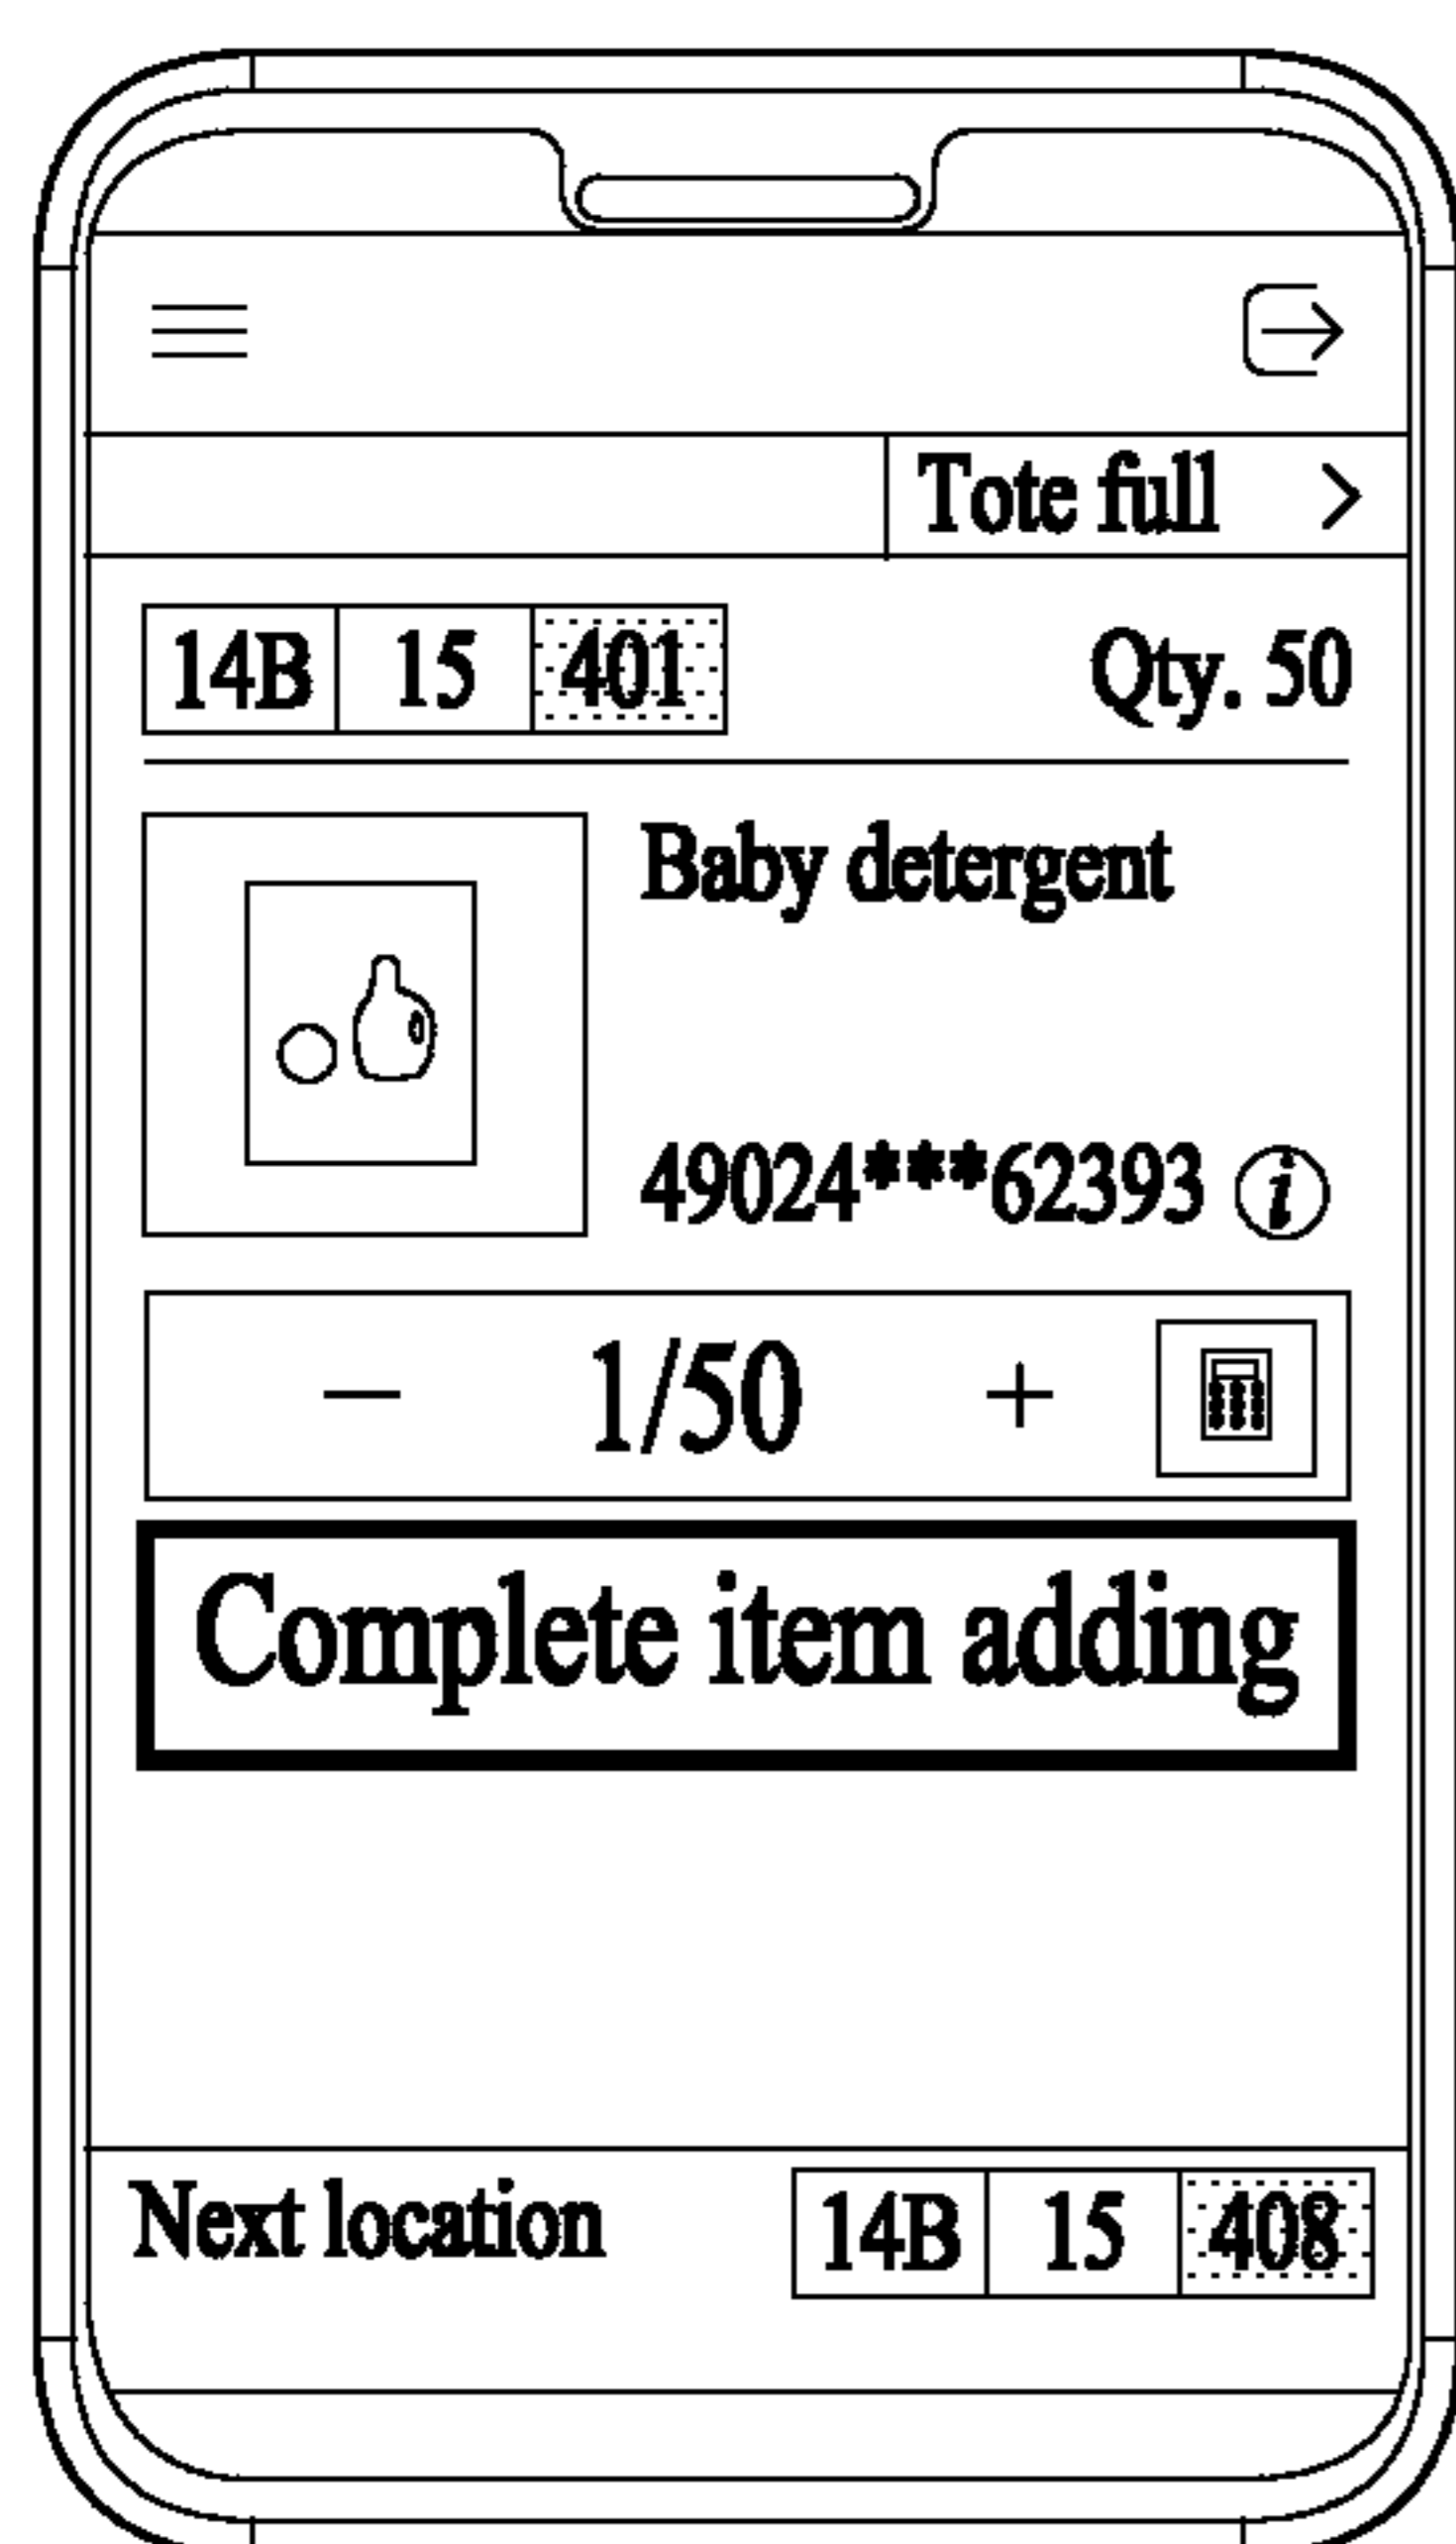 Tote full >
14B 15 401 Qty. 50
Baby detergent
49024***62393 i
− 1/50 +
Complete item adding
Next location 14B 15 408